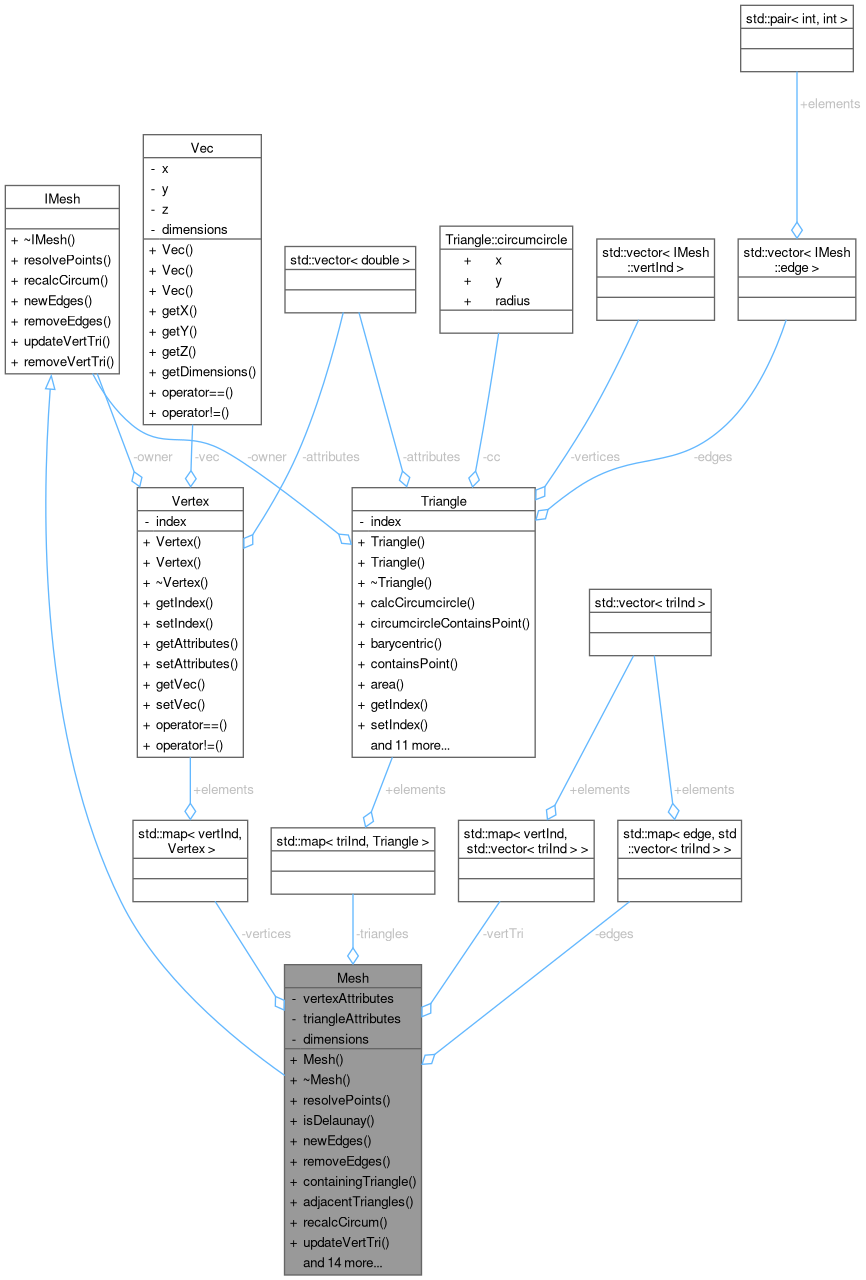 std::pair< int, int >
+elements
Vec
- x
- y
- z
- dimensions
+ Vec()
+ Vec()
+ Vec()
+ getX()
+ getY()
+ getZ()
+ getDimensions()
+ operator==()
+ operator!=()
IMesh
+ ~IMesh()
+ resolvePoints()
+ recalcCircum()
+ newEdges()
+ removeEdges()
+ updateVertTri()
+ removeVertTri()
std::vector< double >
Triangle::circumcircle
+ x
+ y
+ radius
std::vector< IMesh
::vertInd >
std::vector< IMesh
::edge >
-owner
-vec
-owner
-attributes
-attributes
-cc
-vertices
-edges
Vertex
- index
+ Vertex()
+ Vertex()
+ ~Vertex()
+ getIndex()
+ setIndex()
+ getAttributes()
+ setAttributes()
+ getVec()
+ setVec()
+ operator==()
+ operator!=()
Triangle
- index
+ Triangle()
+ Triangle()
+ ~Triangle()
+ calcCircumcircle()
+ circumcircleContainsPoint()
+ barycentric()
+ containsPoint()
+ area()
+ getIndex()
+ setIndex()
and 11 more...
std::vector< triInd >
+elements
+elements
+elements
+elements
std::map< vertInd,
Vertex >
std::map< triInd, Triangle >
std::map< vertInd,
std::vector< triInd > >
std::map< edge, std
::vector< triInd > >
-vertices
-triangles
-vertTri
-edges
Mesh
- vertexAttributes
- triangleAttributes
- dimensions
+ Mesh()
+ ~Mesh()
+ resolvePoints()
+ isDelaunay()
+ newEdges()
+ removeEdges()
+ containingTriangle()
+ adjacentTriangles()
+ recalcCircum()
+ updateVertTri()
and 14 more...